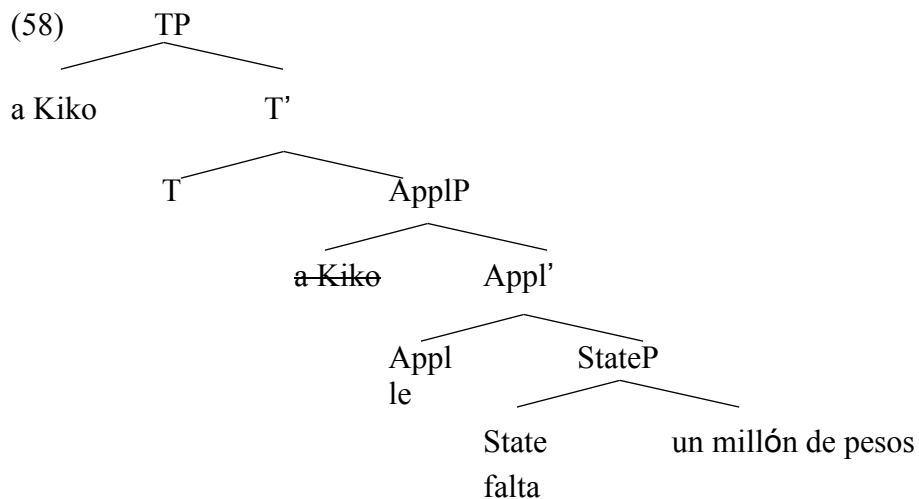 (58) TP
a Kiko T’
T ApplP
a Kiko Appl’
Appl StateP
le
State un millón de pesos
falta